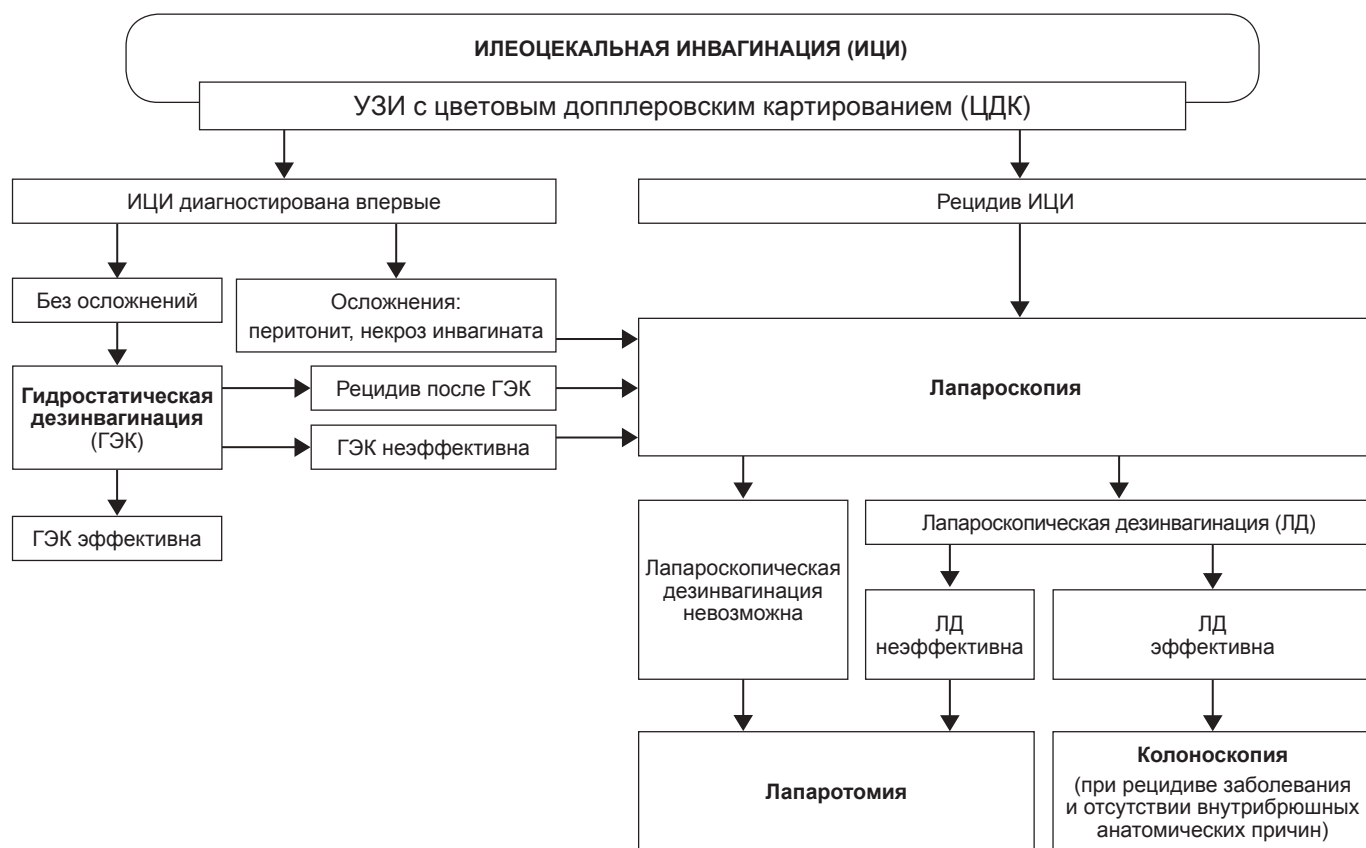 ИЛЕОЦЕКАЛЬНАЯ ИНВАГИНАЦИЯ (ИЦИ)
УЗИ с цветовым допплеровским картированием (ЦДК)
ИЦИ диагностирована впервые
Рецидив ИЦИ
Без осложнений
Осложнения:
перитонит, некроз инвагината
Гидростатическая
дезинвагинация
(ГЭК)
Рецидив после ГЭК
ГЭК неэффективна
Лапароскопия
ГЭК эффективна
Лапароскопическая
дезинвагинация
невозможна
Лапароскопическая дезинвагинация (ЛД)
ЛД
неэффективна
ЛД
эффективна
Лапаротомия
Колоноскопия
(при рецидиве заболевания
и отсутствии внутрибрюшных
анатомических причин)